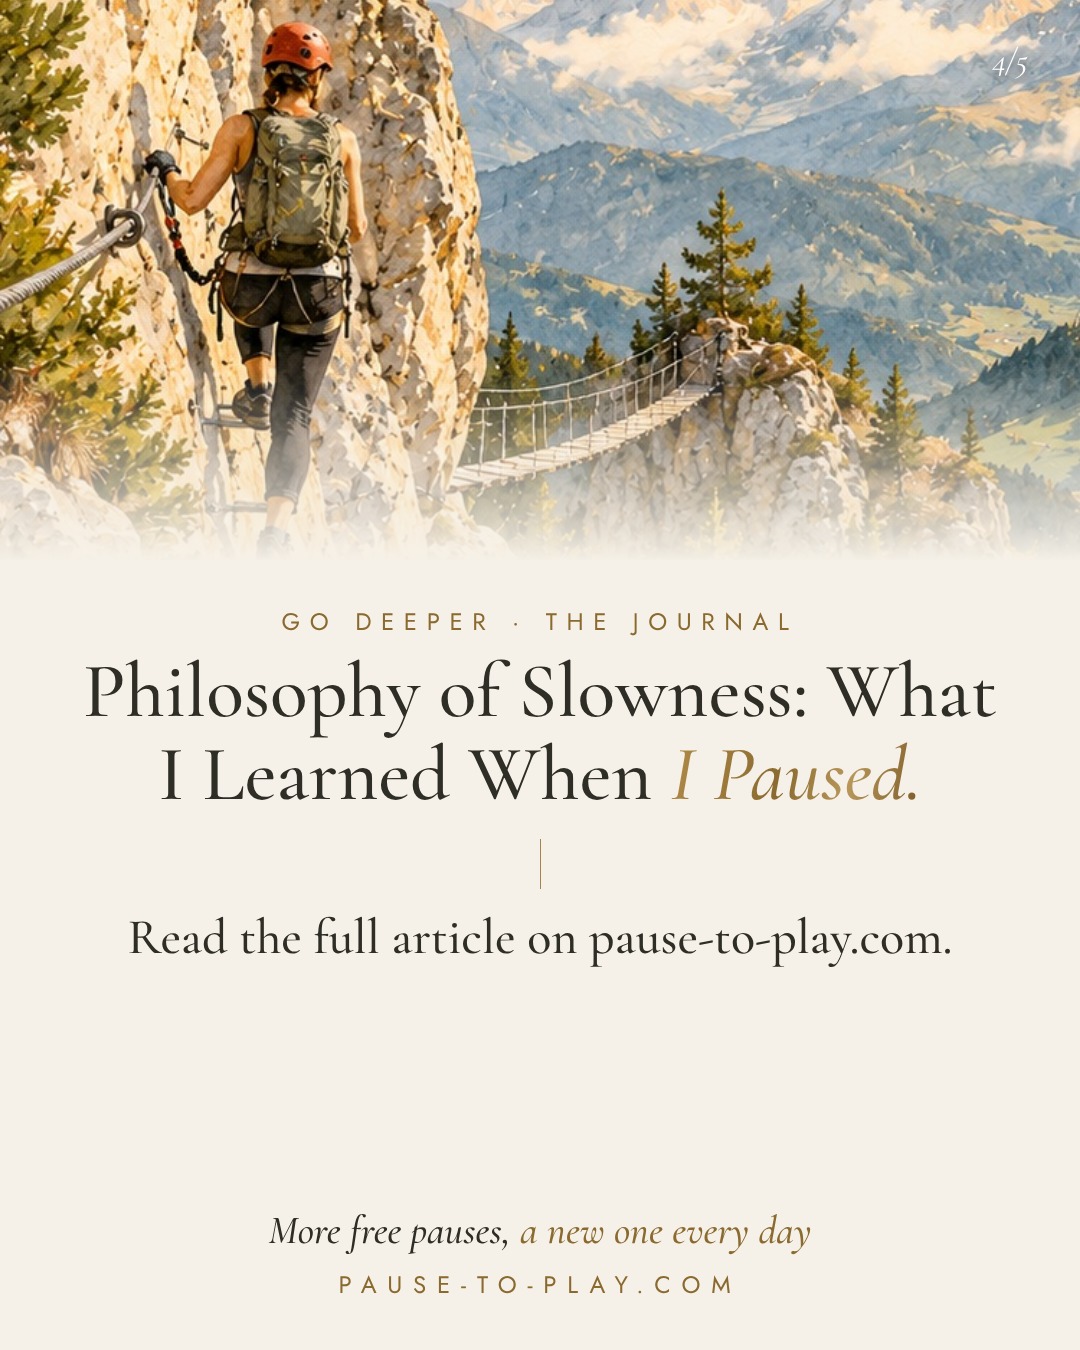 4/5
GO DEEPER · THE JOURNAL
Philosophy of Slowness: What
I Learned When I Paused.
Read the full article on pause-to-play.com.
More free pauses, a new one every day
PAUSE-TO-PLAY.COM